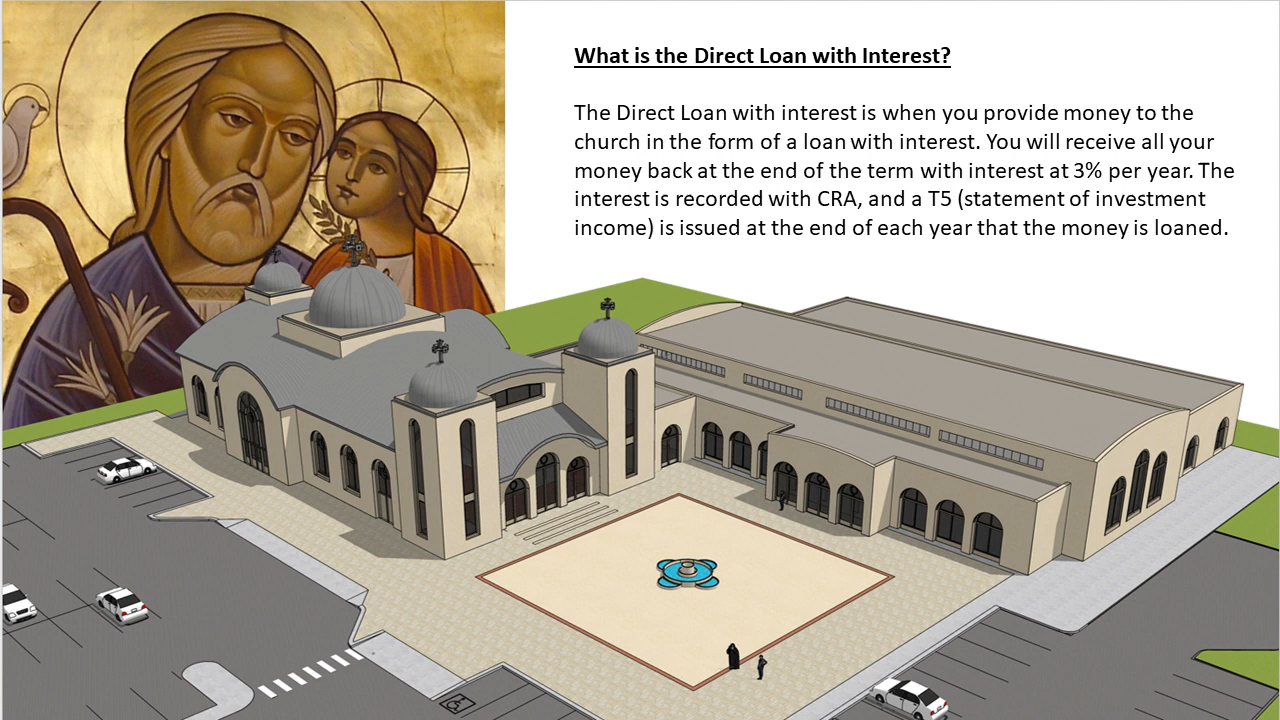 What is the Direct Loan with Interest?
The Direct Loan with interest is when you provide money to the
church in the form of a loan with interest. You will receive all your
money back at the end of the term with interest at 3% per year. The
interest is recorded with CRA, and a T5 (statement of investment
income) is issued at the end of each year that the money is loaned.